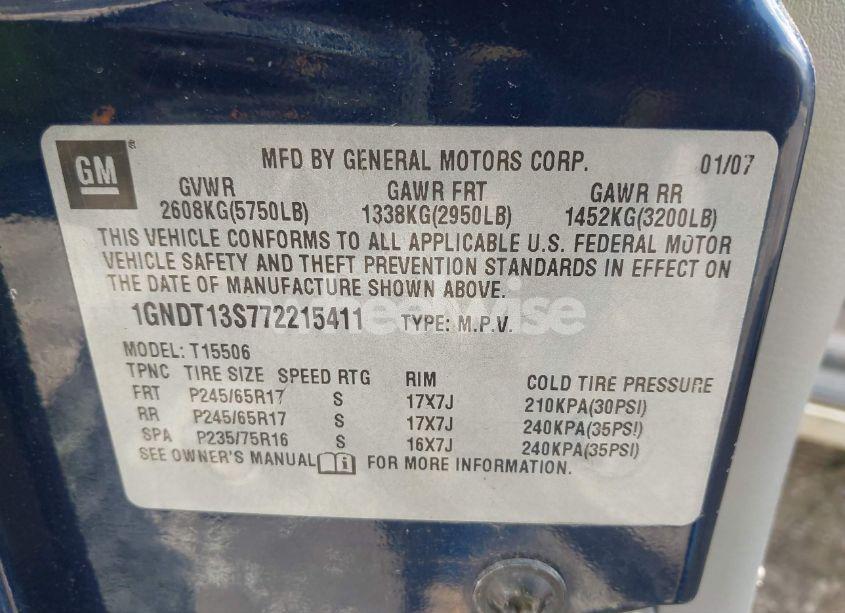 GM ® MFD BY GENERAL MOTORS CORP. 01/07
GVWR GAWR FRT GAWR RR
2608KG(5750LB) 1338KG(2950LB) 1452KG(3200LB)
THIS VEHICLE CONFORMS TO ALL APPLICABLE U.S. FEDERAL MOTOR
VEHICLE SAFETY AND THEFT PREVENTION STANDARDS IN EFFECT ON
THE DATE OF MANUFACTURE SHOWN ABOVE.
wheelwise
1GNDT13S772215411 TYPE: M.P.V.
MODEL: T15506
TPNC TIRE SIZE SPEED RTG RIM COLD TIRE PRESSURE
FRT P245/65R17 S 17X7J 210KPA(30PSI)
RR P245/65R17 S 17X7J 240KPA(35PSI)
SPA P235/75R16 S 16X7J 240KPA(35PSI)
SEE OWNER'S MANUAL i FOR MORE INFORMATION.